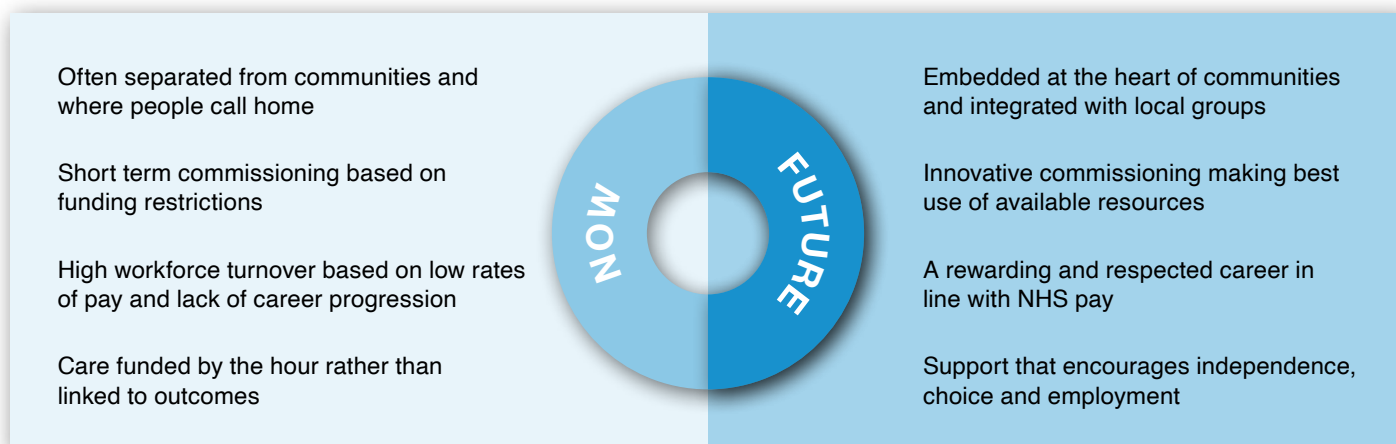 Often separated from communities and
where people call home
Short term commissioning based on
funding restrictions
High workforce turnover based on low rates
of pay and lack of career progression
Care funded by the hour rather than
linked to outcomes
NOW
FUTURE
Embedded at the heart of communities
and integrated with local groups
Innovative commissioning making best
use of available resources
A rewarding and respected career in
line with NHS pay
Support that encourages independence,
choice and employment